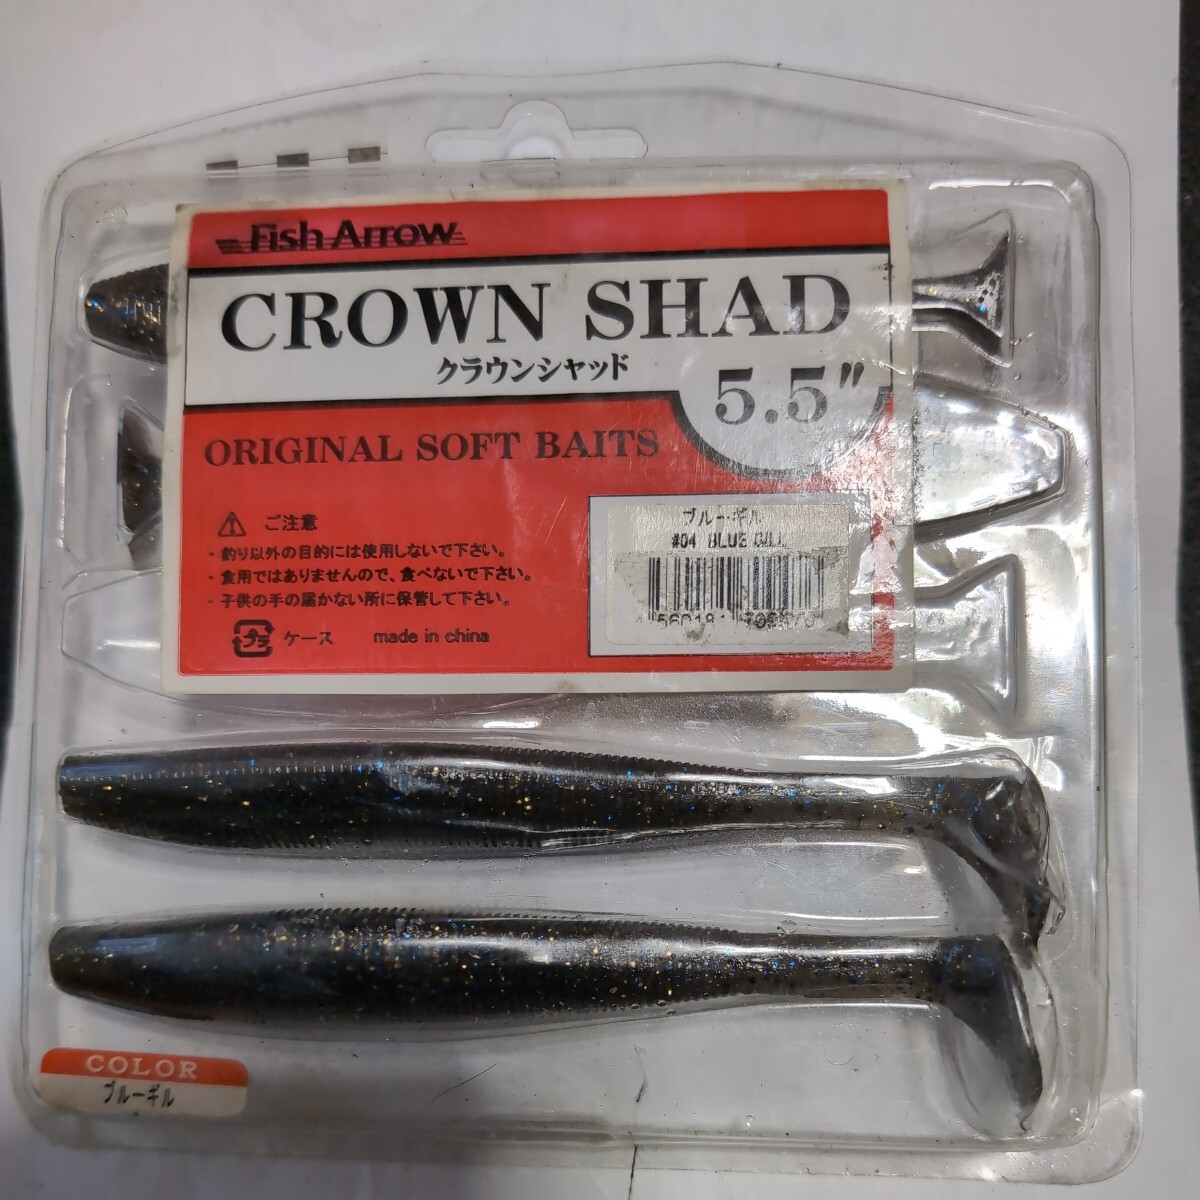 Fish Arrow
CROWN SHAD
クラウンシャッド
5.5"
ORIGINAL SOFT BAITS
ブルーギル
#04 BLUE GILL
ご注意
・釣り以外の目的には使用しないで下さい。
・食用ではありませんので、食べないで下さい。
・子供の手の届かない所に保管して下さい。
プラ ケース made in china
COLOR
ブルーギル